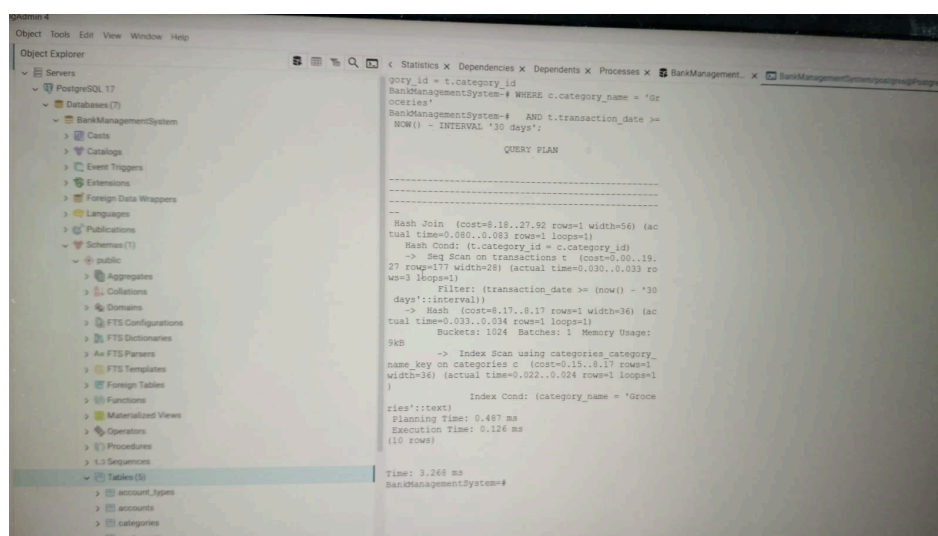 pgAdmin 4
Object Tools Edit View Window Help
Object Explorer
Servers
PostgreSQL 17
Databases (7)
BankManagementSystem
Casts
Catalogs
Event Triggers
Extensions
Foreign Data Wrappers
Languages
Publications
Schemas (1)
public
Aggregates
Collations
Domains
FTS Configurations
FTS Dictionaries
FTS Parsers
FTS Templates
Foreign Tables
Functions
Materialized Views
Operators
Procedures
1..3 Sequences
Tables (5)
account_types
accounts
categories
Statistics Dependencies Dependents Processes BankManagement... BankManagementSystem/postgres@Postgr
gory_id = t.category_id
BankManagementSystem-# WHERE c.category_name = 'Gr
oceries'
BankManagementSystem-# AND t.transaction_date >=
NOW() - INTERVAL '30 days';
QUERY PLAN
--------------------------------------------------
--------------------------------------------------
--------------------------------------------------
--
Hash Join (cost=8.18..27.92 rows=1 width=56) (ac
tual time=0.080..0.083 rows=1 loops=1)
Hash Cond: (t.category_id = c.category_id)
-> Seq Scan on transactions t (cost=0.00..19.
27 rows=177 width=28) (actual time=0.030..0.033 ro
ws=3 loops=1)
Filter: (transaction_date >= (now() - '30
days'::interval))
-> Hash (cost=8.17..8.17 rows=1 width=36) (ac
tual time=0.033..0.034 rows=1 loops=1)
Buckets: 1024 Batches: 1 Memory Usage:
9kB
-> Index Scan using categories_category_
name_key on categories c (cost=0.15..8.17 rows=1
width=36) (actual time=0.022..0.024 rows=1 loops=1
)
Index Cond: (category_name = 'Groce
ries'::text)
Planning Time: 0.487 ms
Execution Time: 0.126 ms
(10 rows)
Time: 3.268 ms
BankManagementSystem=#